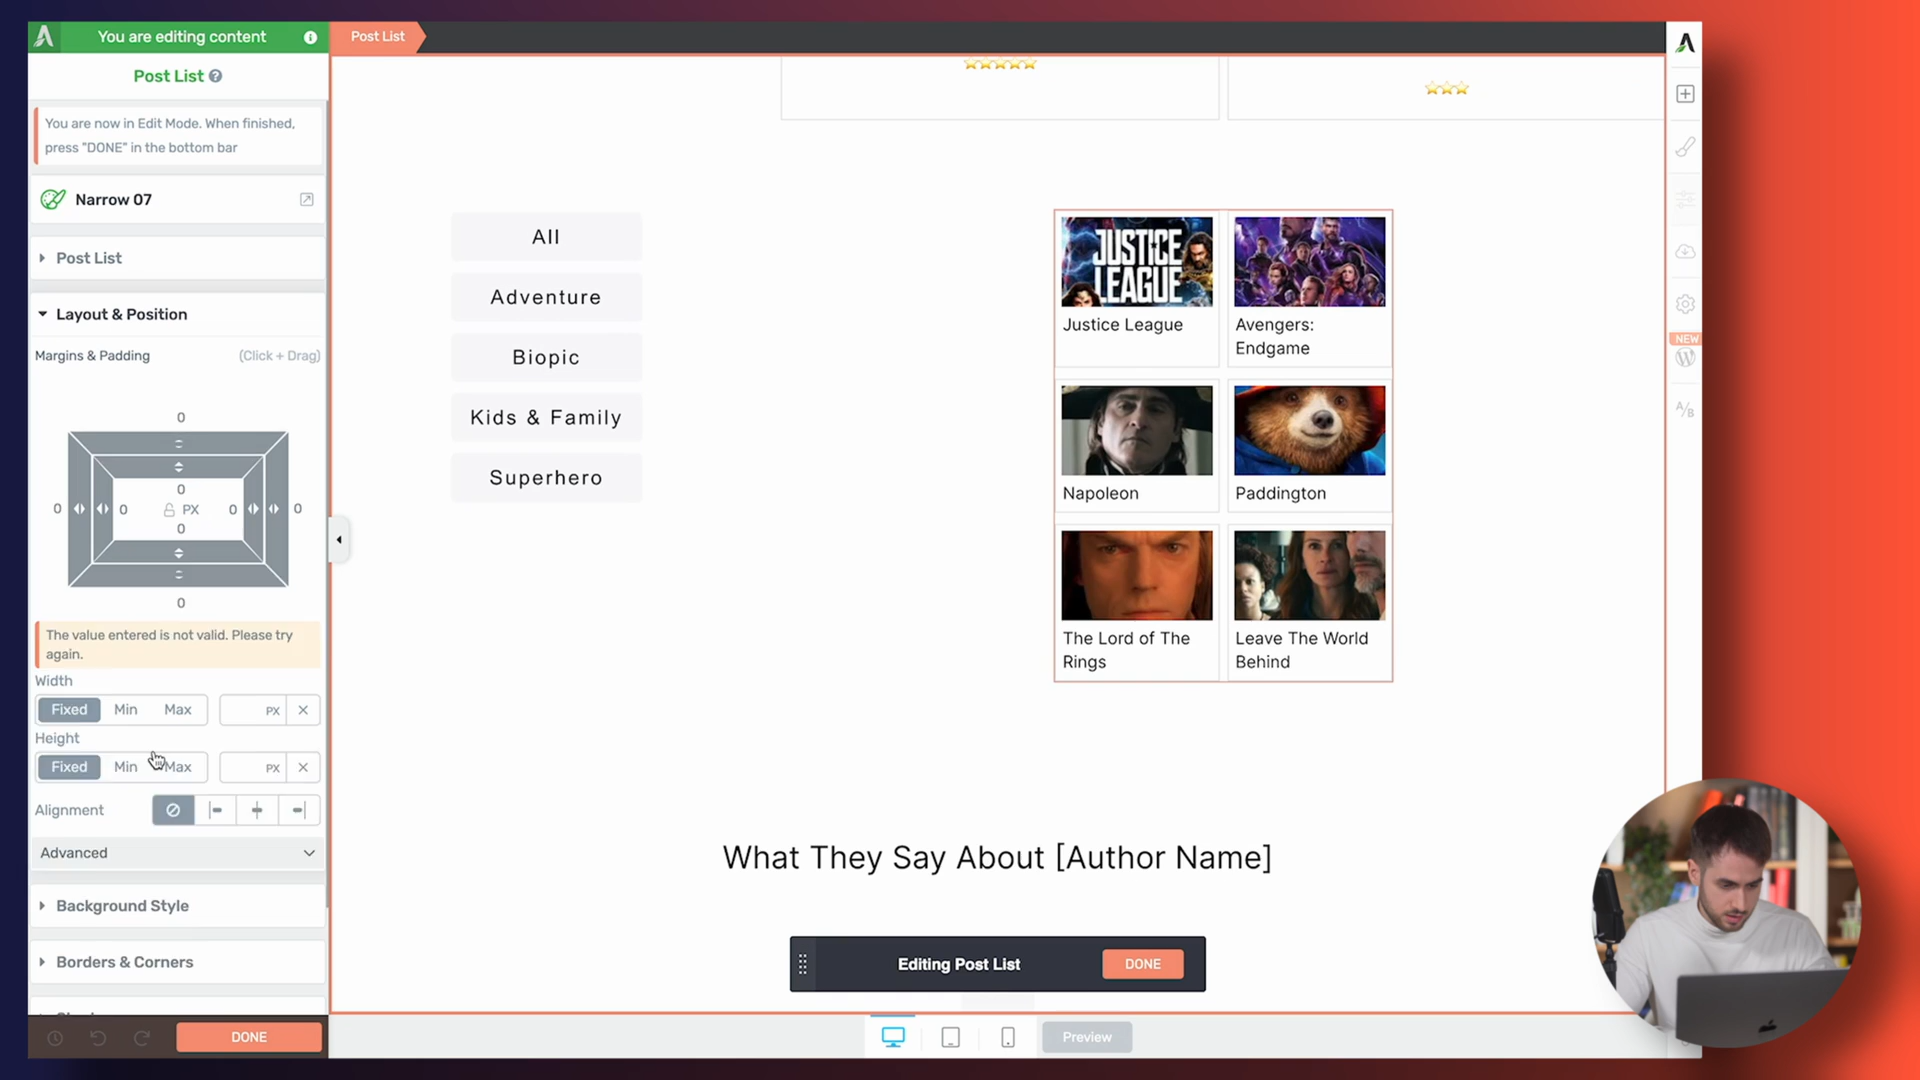 You are editing content
Post List
Post List
You are now in Edit Mode. When finished,
press "DONE" in the bottom bar
Narrow 07
Post List
Layout & Position
Margins & Padding (Click + Drag)
0
0
0 0 PX 0 0
0
0
The value entered is not valid. Please try
again.
Width
Fixed Min Max PX
Height
Fixed Min Max PX
Alignment
Advanced
Background Style
Borders & Corners
DONE
All
Adventure
Biopic
Kids & Family
Superhero
JUSTICE
LEAGUE
Justice League
Avengers:
Endgame
Napoleon
Paddington
The Lord of The
Rings
Leave The World
Behind
What They Say About [Author Name]
Editing Post List
DONE
Preview
NEW
A/B